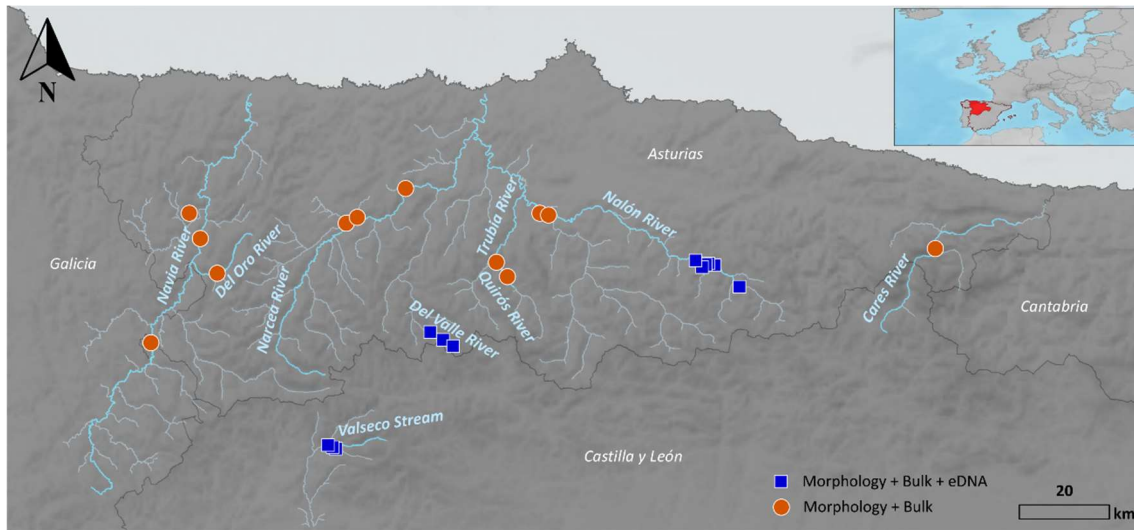 N
Asturias
Galicia
Navia River
Del Oro River
Narcea River
Trubia River
Quirós River
Nalón River
Del Valle River
Cares River
Cantabria
Valseco Stream
Castilla y León
Morphology + Bulk + eDNA
Morphology + Bulk
20
km